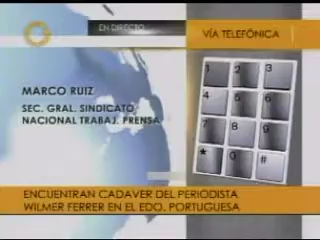 EN DIRECTO
VÍA TELEFÓNICA
MARCO RUIZ
SEC. GRAL. SINDICATO
NACIONAL TRABAJ. PRENSA
1 2 3
4 5 6
7 8 9
* 0 #
ENCUENTRAN CADAVER DEL PERIODISTA
WILMER FERRER EN EL EDO. PORTUGUESA